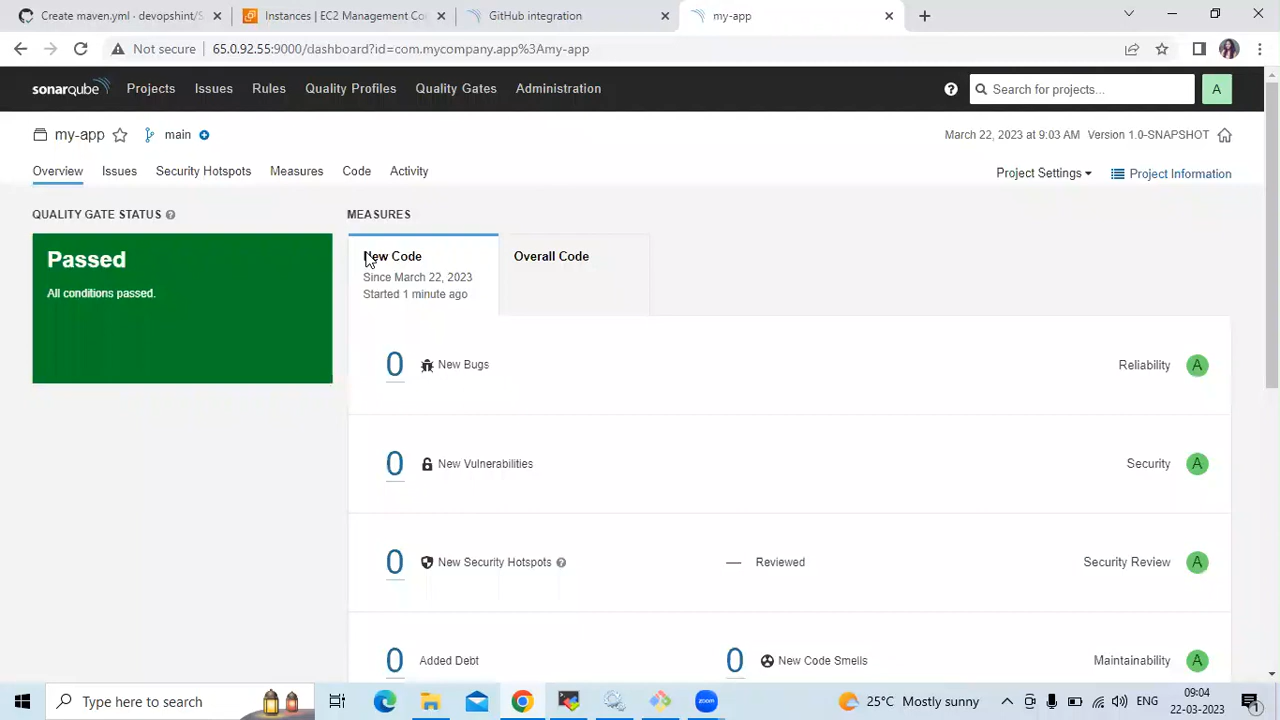 Create maven.yml · devopshint/S
Instances | EC2 Management Con
GitHub integration
my-app
Not secure
65.0.92.55:9000/dashboard?id=com.mycompany.app%3Amy-app
sonarqube
Projects
Issues
Rules
Quality Profiles
Quality Gates
Administration
Search for projects...
A
my-app
main
March 22, 2023 at 9:03 AM
Version 1.0-SNAPSHOT
Overview
Issues
Security Hotspots
Measures
Code
Activity
Project Settings
Project Information
QUALITY GATE STATUS
MEASURES
Passed
All conditions passed.
New Code
Since March 22, 2023
Started 1 minute ago
Overall Code
0 New Bugs
Reliability A
0 New Vulnerabilities
Security A
0 New Security Hotspots
— Reviewed
Security Review A
0 Added Debt
0 New Code Smells
Maintainability A
Type here to search
zoom
25°C Mostly sunny
ENG
09:04
22-03-2023
1